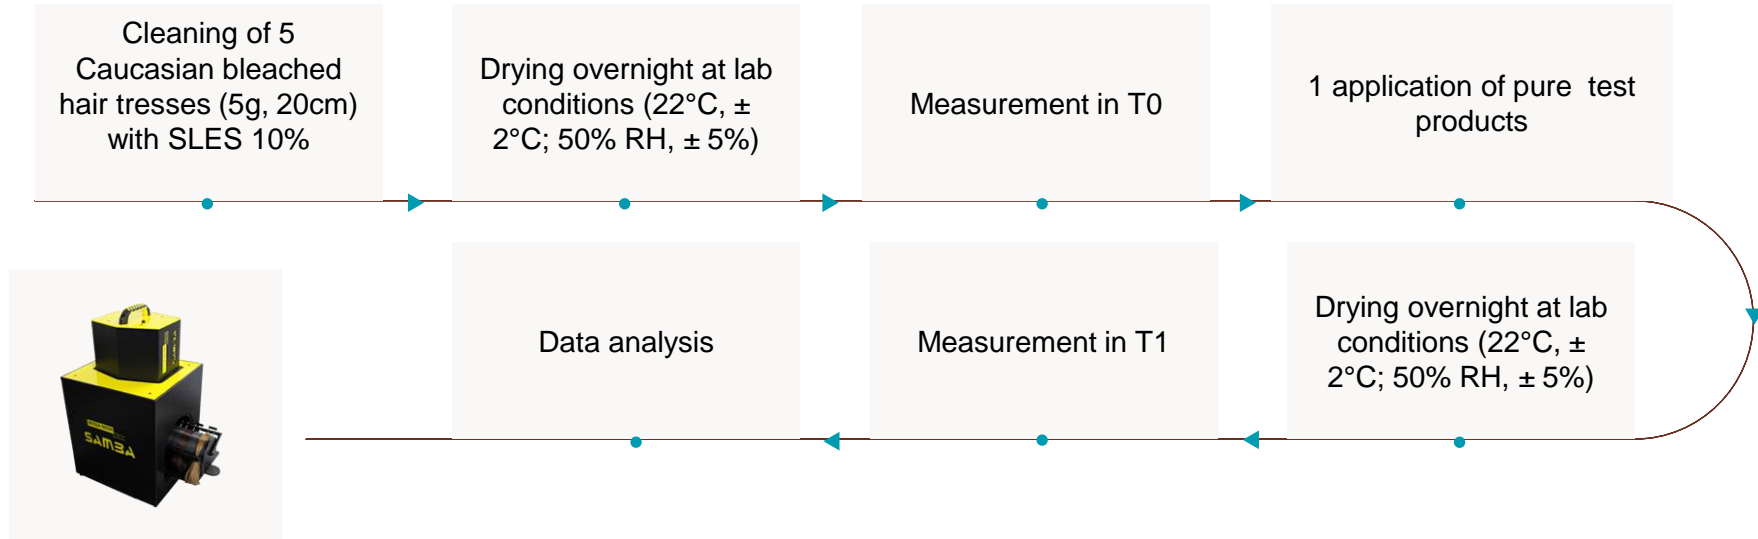 Cleaning of 5
Caucasian bleached
hair tresses (5g, 20cm)
with SLES 10%
Drying overnight at lab
conditions (22°C, ±
2°C; 50% RH, ± 5%)
Measurement in T0
1 application of pure  test
products
Drying overnight at lab
conditions (22°C, ±
2°C; 50% RH, ± 5%)
Measurement in T1
Data analysis
SAMBA